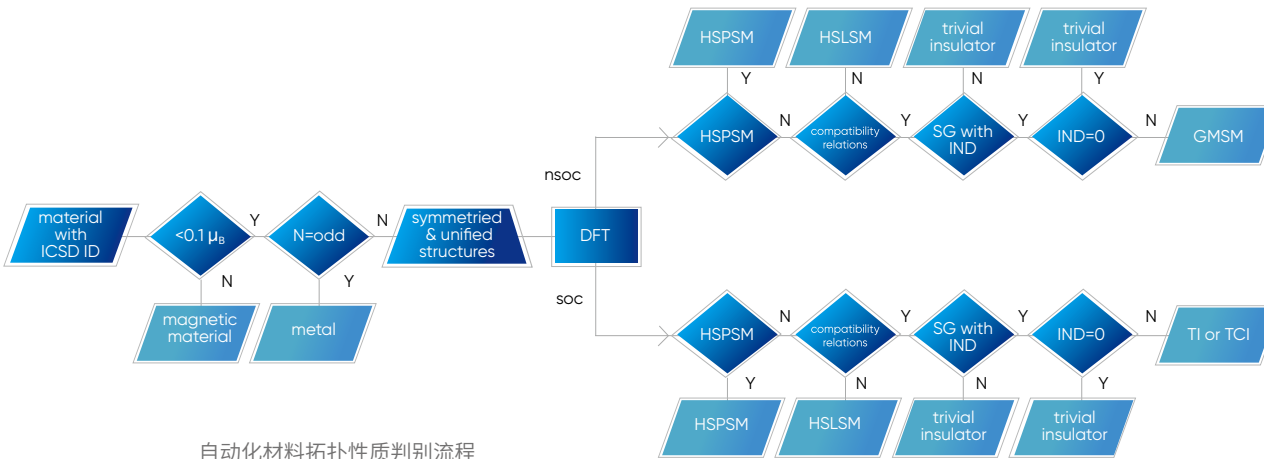 HSPSM
HSLSM
trivial
insulator
trivial
insulator
Y
N
N
Y
HSPSM
N
compatibility
relations
Y
SG with
IND
Y
IND=0
N
GMSM
nsoc
material
with
ICSD ID
<0.1 μB
Y
N=odd
N
symmetried
& unified
structures
DFT
N
Y
magnetic
material
metal
soc
HSPSM
N
compatibility
relations
Y
SG with
IND
Y
IND=0
N
TI or TCI
Y
N
N
Y
HSPSM
HSLSM
trivial
insulator
trivial
insulator
自动化材料拓扑性质判别流程